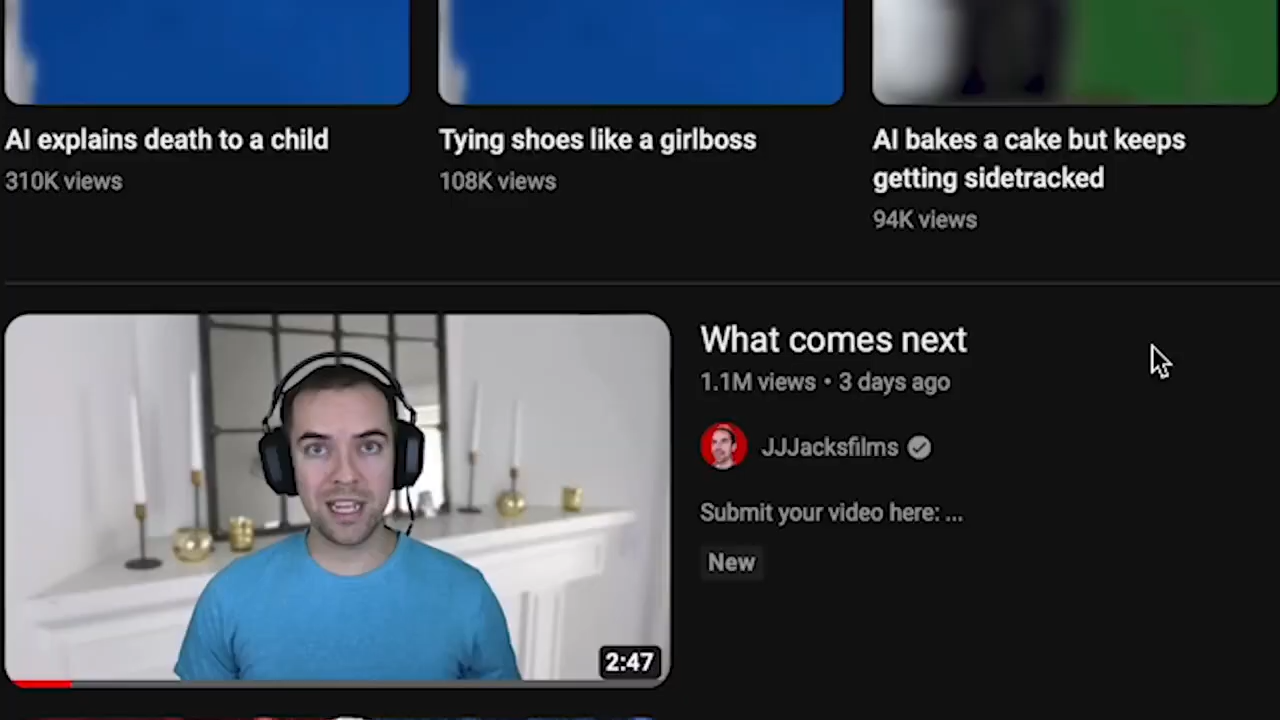 AI explains death to a child
310K views
Tying shoes like a girlboss
108K views
AI bakes a cake but keeps
getting sidetracked
94K views
What comes next
1.1M views • 3 days ago
JJJacksfilms
Submit your video here: ...
New
2:47